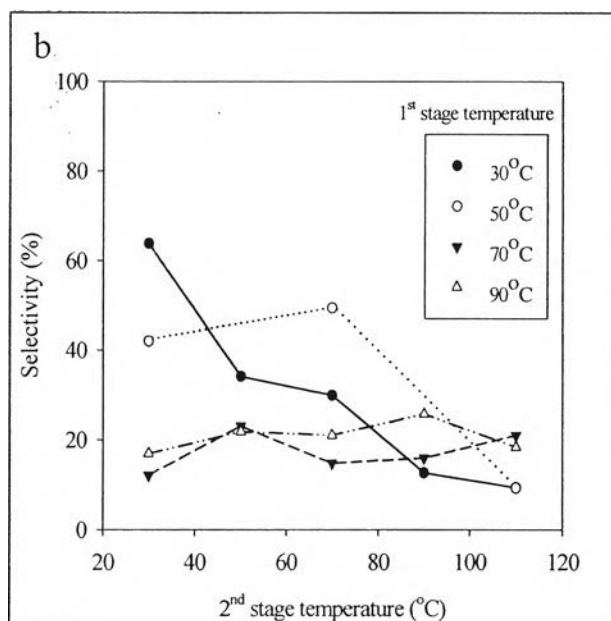 b
100
80
60
40
20
0
Selectivity (%)
1st stage temperature
30°C
50°C
70°C
90°C
20 40 60 80 100 120
2nd stage temperature (°C)